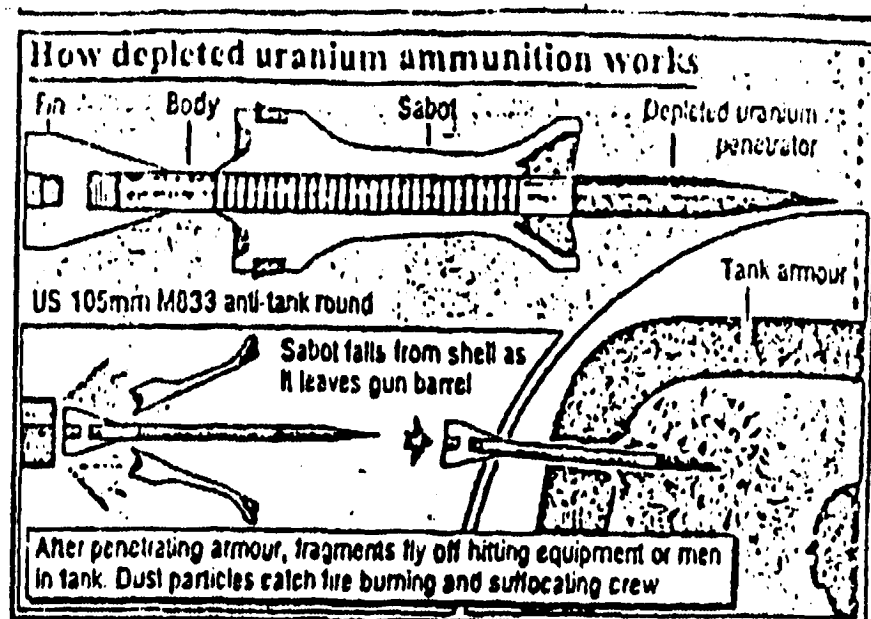 How depleted uranium ammunition works
Fin
Body
Sabot
Depleted uranium
penetrator
US 105mm M833 anti-tank round
Tank armour
Sabot falls from shell as
it leaves gun barrel
After penetrating armour, fragments fly off hitting equipment or men
in tank. Dust particles catch fire burning and suffocating crew